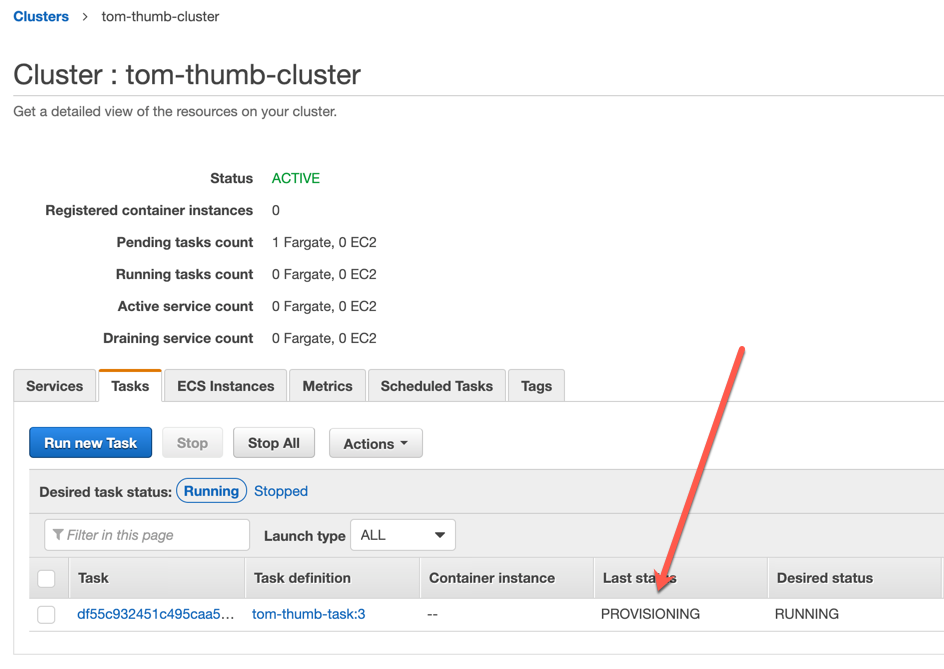 Clusters > tom-thumb-cluster
Cluster : tom-thumb-cluster
Get a detailed view of the resources on your cluster.
Status ACTIVE
Registered container instances 0
Pending tasks count 1 Fargate, 0 EC2
Running tasks count 0 Fargate, 0 EC2
Active service count 0 Fargate, 0 EC2
Draining service count 0 Fargate, 0 EC2
Services Tasks ECS Instances Metrics Scheduled Tasks Tags
Run new Task Stop Stop All Actions
Desired task status: Running Stopped
Filter in this page Launch type ALL
Task Task definition Container instance Last status Desired status
df55c932451c495caa5... tom-thumb-task:3 -- PROVISIONING RUNNING